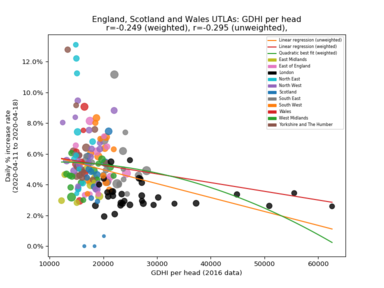 England, Scotland and Wales UTLAs: GDHI per head
r=-0.249 (weighted), r=-0.295 (unweighted),
Linear regression (unweighted)
Linear regression (weighted)
Quadratic best fit (weighted)
East Midlands
East of England
London
North East
North West
Scotland
South East
South West
Wales
West Midlands
Yorkshire and The Humber
Daily % increase rate
(2020-04-11 to 2020-04-18)
12.0%
10.0%
8.0%
6.0%
4.0%
2.0%
0.0%
10000
20000
30000
40000
50000
60000
GDHI per head (2016 data)